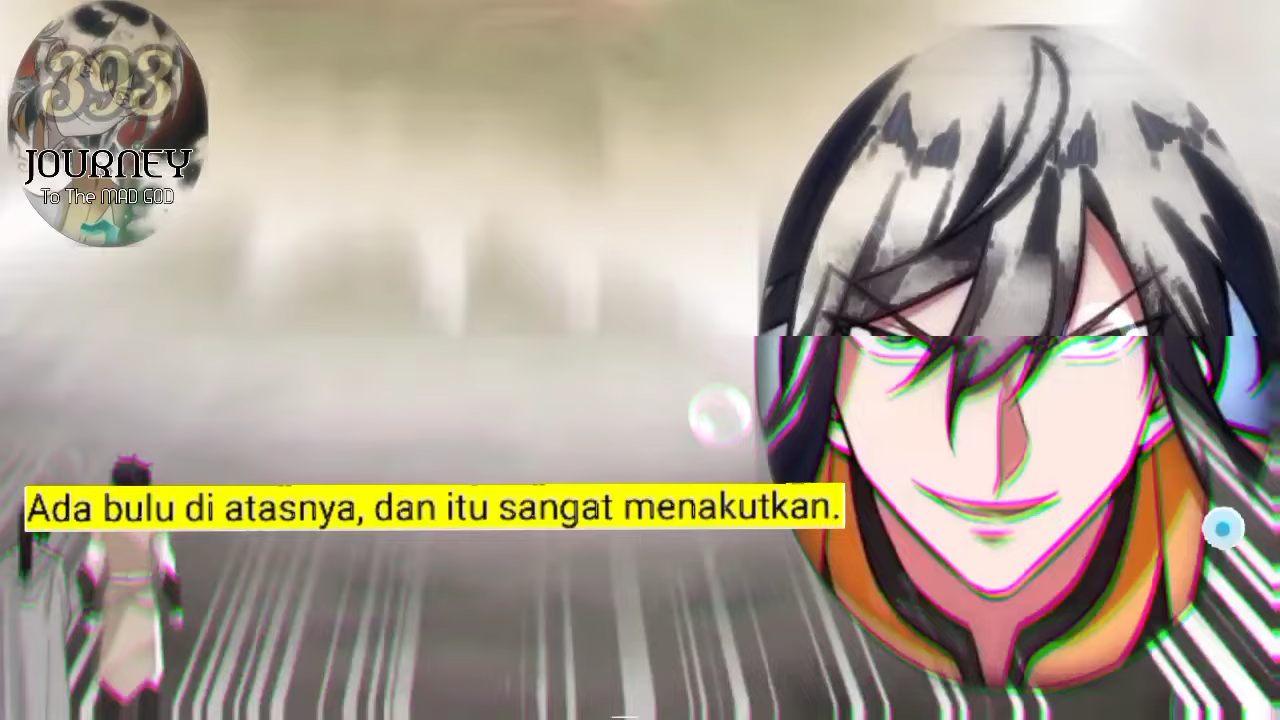 393
JOURNEY
To The MAD GOD
Ada bulu di atasnya, dan itu sangat menakutkan.